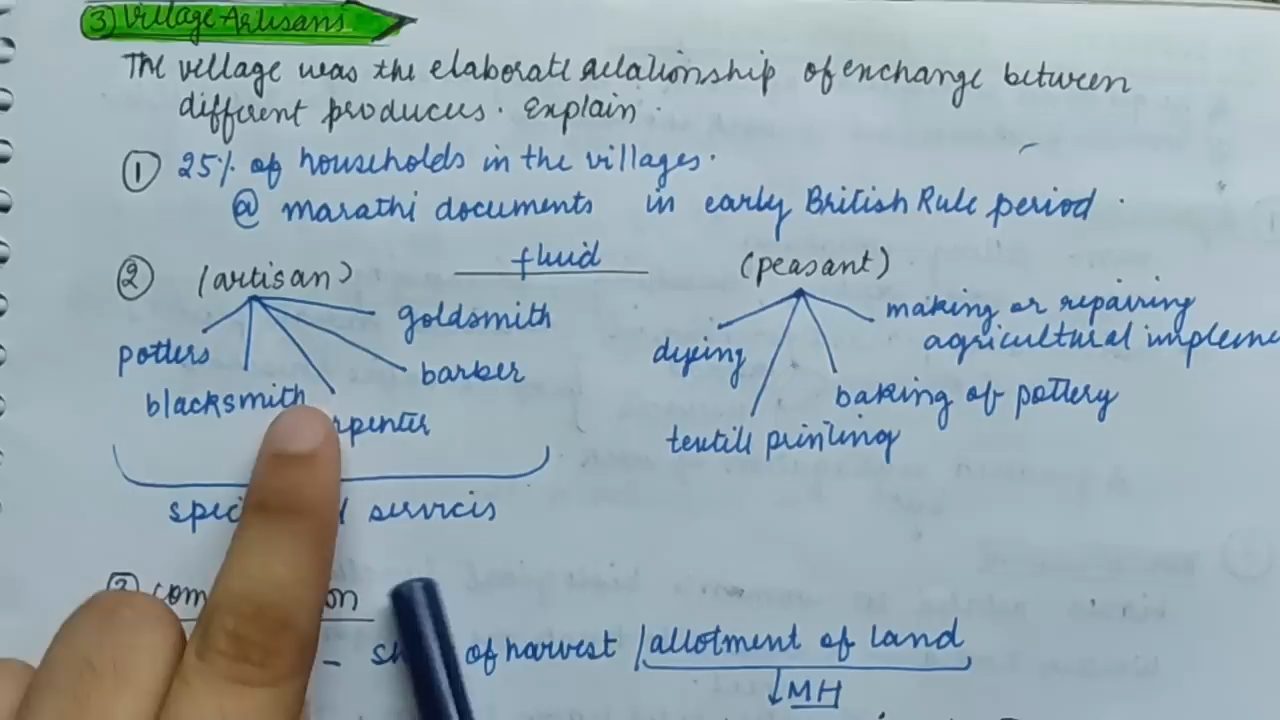 ③ Village Artisans
The village was the elaborate relationship of exchange between
different producers. Explain.
① 25% of households in the villages.
@ marathi documents in early British Rule period.
② (artisan) fluid (peasant)
goldsmith making or repairing
potters dyeing agricultural impleme
blacksmith barber baking of pottery
textile printing
services
of harvest / allotment of land
↓ MH